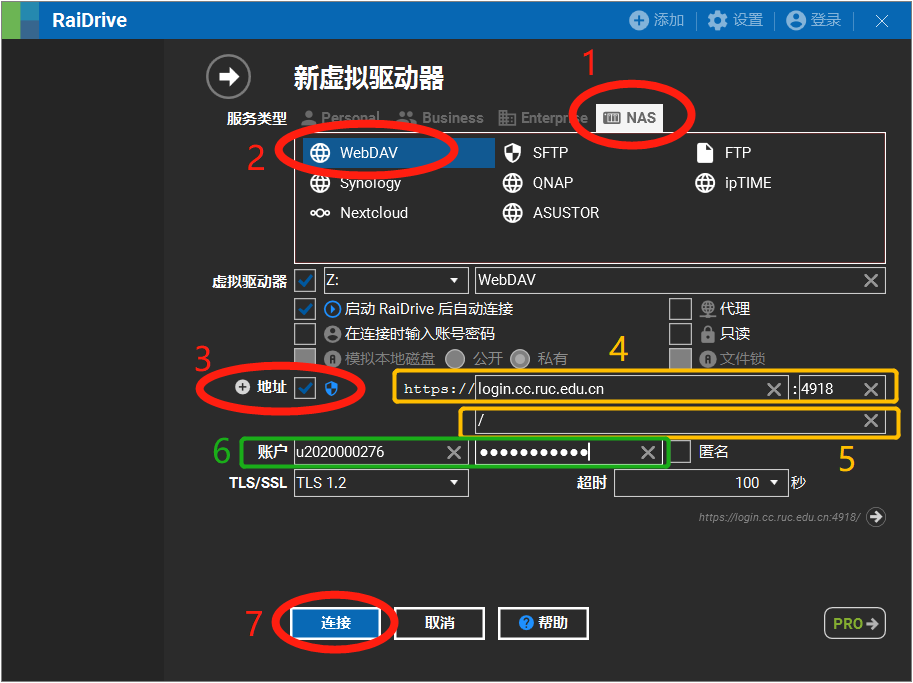 RaiDrive 添加 设置 登录
1
新虚拟驱动器
服务类型 Personal Business Enterprise NAS
2 WebDAV SFTP FTP
Synology QNAP ipTIME
Nextcloud ASUSTOR
虚拟驱动器 Z: WebDAV
启动 RaiDrive 后自动连接 代理
在连接时输入账号密码 只读
模拟本地磁盘 公开 私有 文件锁
3 4
地址 https://login.cc.ruc.edu.cn :4918
/
6 账户 u2020000276 ●●●●●●●●●●● 匿名 5
TLS/SSL TLS 1.2 超时 100 秒
https://login.cc.ruc.edu.cn:4918/
7 连接 取消 ? 帮助 PRO